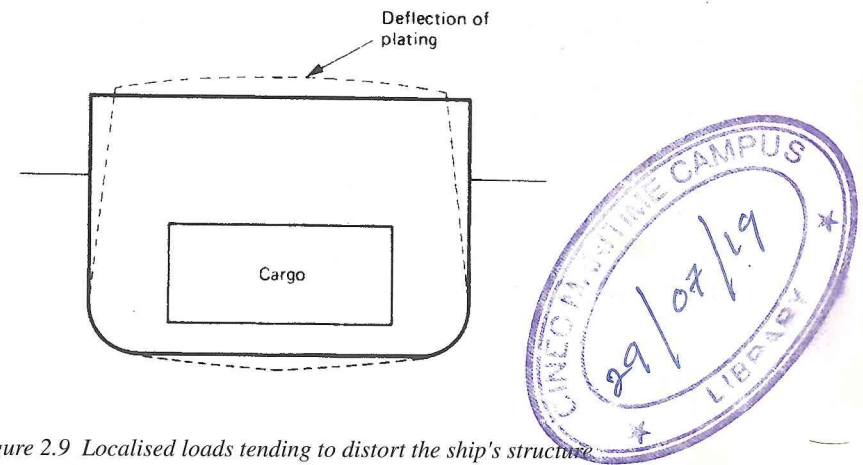 Deflection of
plating
Cargo
CAMPUS
29/07/19
LIBRARY
ure 2.9 Localised loads tending to distort the ship's structure